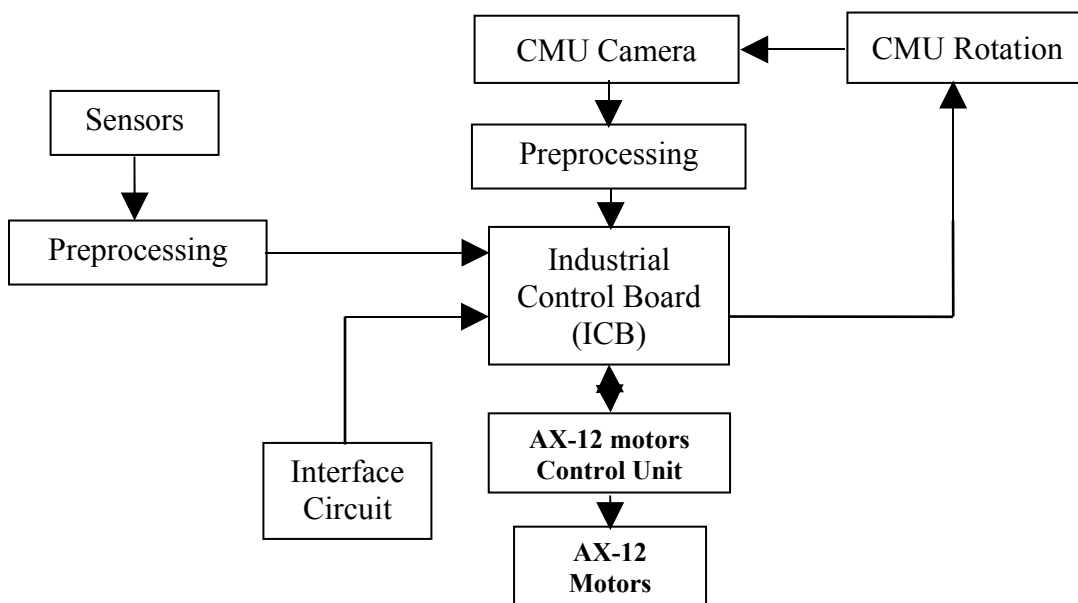 CMU Camera
CMU Rotation
Sensors
Preprocessing
Preprocessing
Industrial
Control Board
(ICB)
AX-12 motors
Control Unit
Interface
Circuit
AX-12
Motors